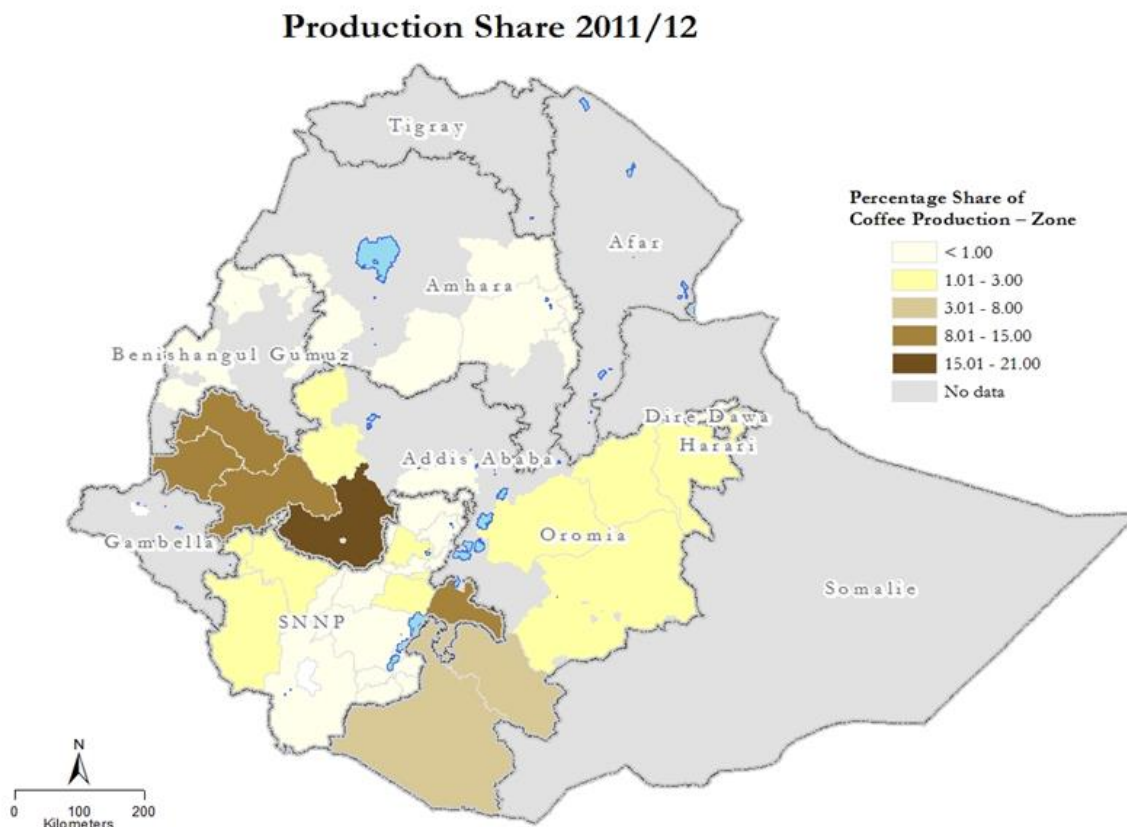 Production Share 2011/12
Tigray
Afar
Percentage Share of
Coffee Production – Zone
< 1.00
1.01 - 3.00
3.01 - 8.00
8.01 - 15.00
15.01 - 21.00
No data
Amhara
Benishangul Gumuz
Dire Dawa
Harari
Addis Ababa
Oromia
Gambella
Somalie
SNNP
N
0 100 200
Kilometers